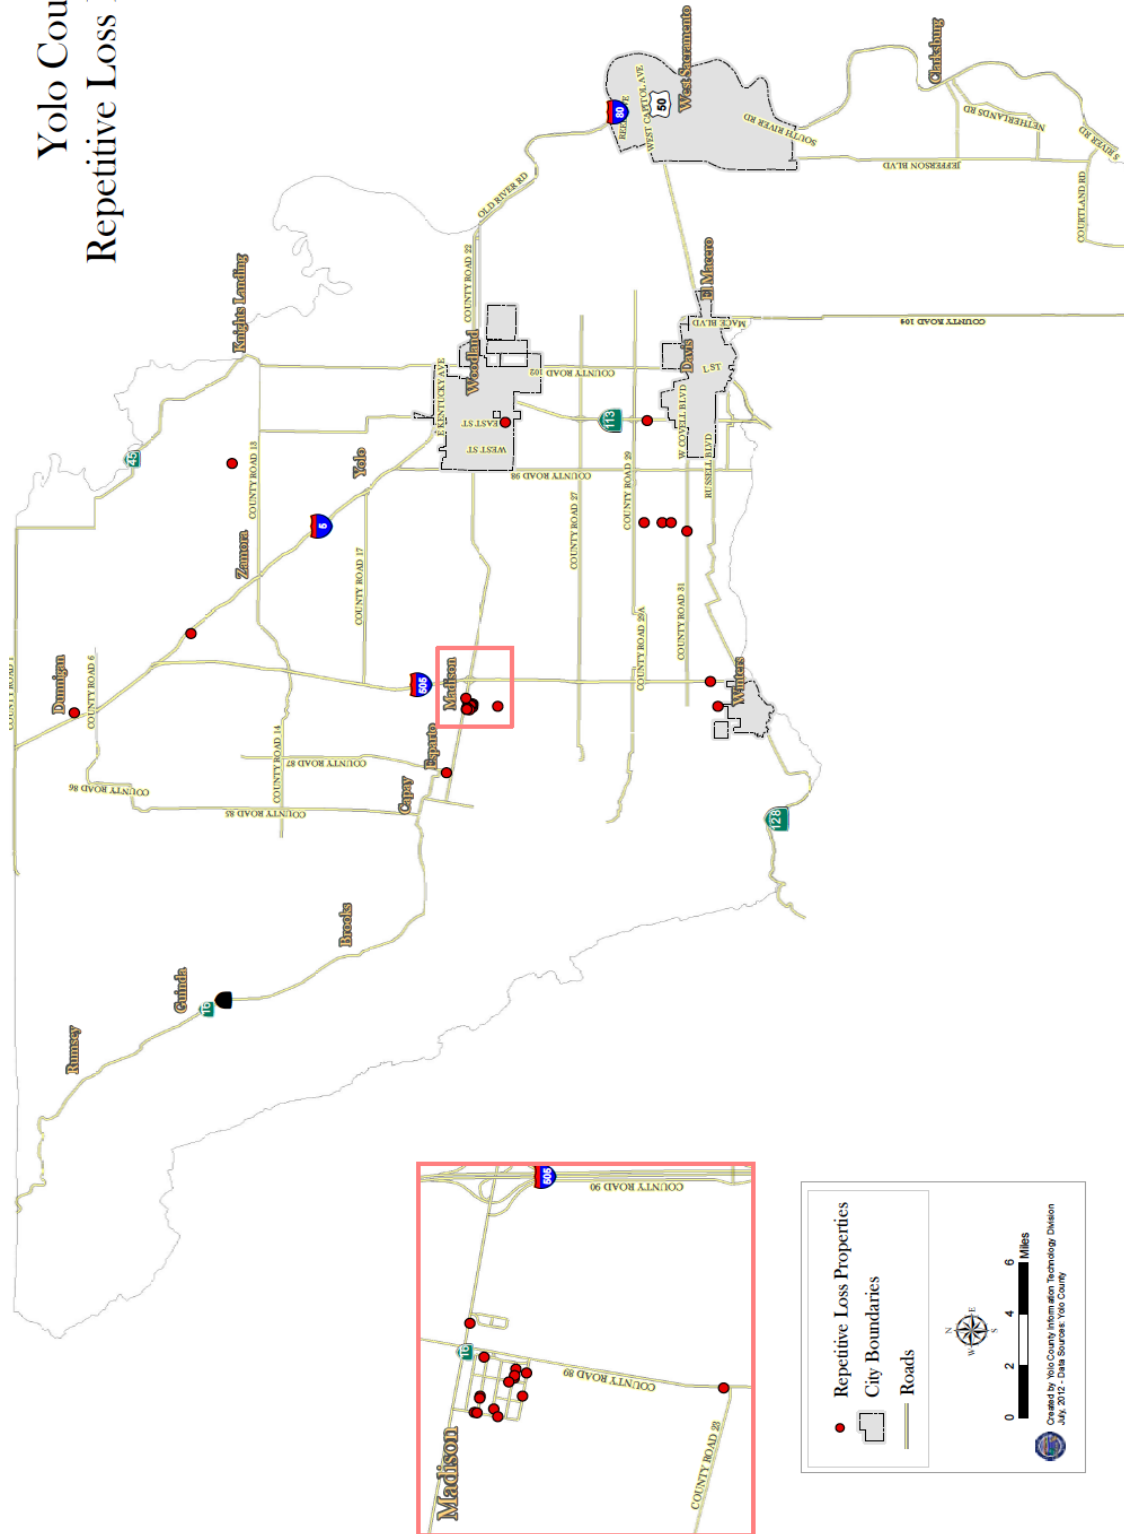 Yolo Cou
Repetitive Loss
Clarksburg
West Sacramento
80
50
WEST CAPITOL AVE
SOUTH RIVER RD
NETHERLANDS RD
S RIVER RD
JEFFERSON BLVD
COURTLAND RD
OLD RIVER RD
COUNTY ROAD 22
Knights Landing
El Macero
MACE BLVD
COUNTY ROAD 104
Woodland
E KENTUCKY AVE
EAST ST
WEST ST
COUNTY ROAD 102
Davis
L ST
113
W COVELL BLVD
RUSSELL BLVD
45
COUNTY ROAD 13
Yolo
COUNTY ROAD 98
COUNTY ROAD 27
COUNTY ROAD 29
5
Zamora
COUNTY ROAD 17
COUNTY ROAD 29A
COUNTY ROAD 31
Dunnigan
COUNTY ROAD 6
505
Madison
Winters
Esparto
Capay
COUNTY ROAD 87
COUNTY ROAD 14
COUNTY ROAD 86
COUNTY ROAD 85
128
Brooks
Guinda
16
Rumsey
505
COUNTY ROAD 90
16
COUNTY ROAD 89
COUNTY ROAD 23
Madison
Repetitive Loss Properties
City Boundaries
Roads
N
W
E
S
0 2 4 6
Miles
Created by Yolo County Information Technology Division
July, 2012 - Data Sources: Yolo County